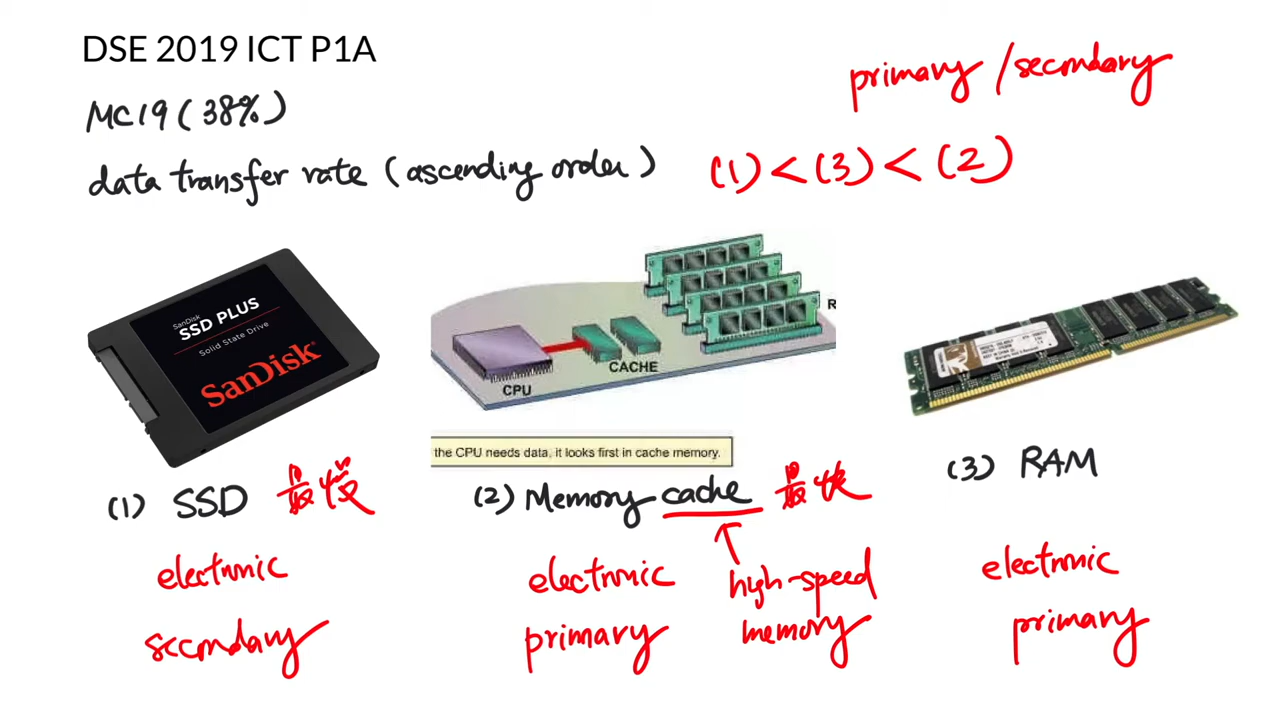 DSE 2019 ICT P1A
primary / secondary
MC19 (38%)
data transfer rate (ascending order)
(1) < (3) < (2)
SanDisk
SSD PLUS
Solid State Drive
SanDisk
CPU
CACHE
R
the CPU needs data, it looks first in cache memory.
(1) SSD 最慢
(2) Memory cache 最快
(3) RAM
electronic
electronic
high-speed
electronic
secondary
primary
memory
primary